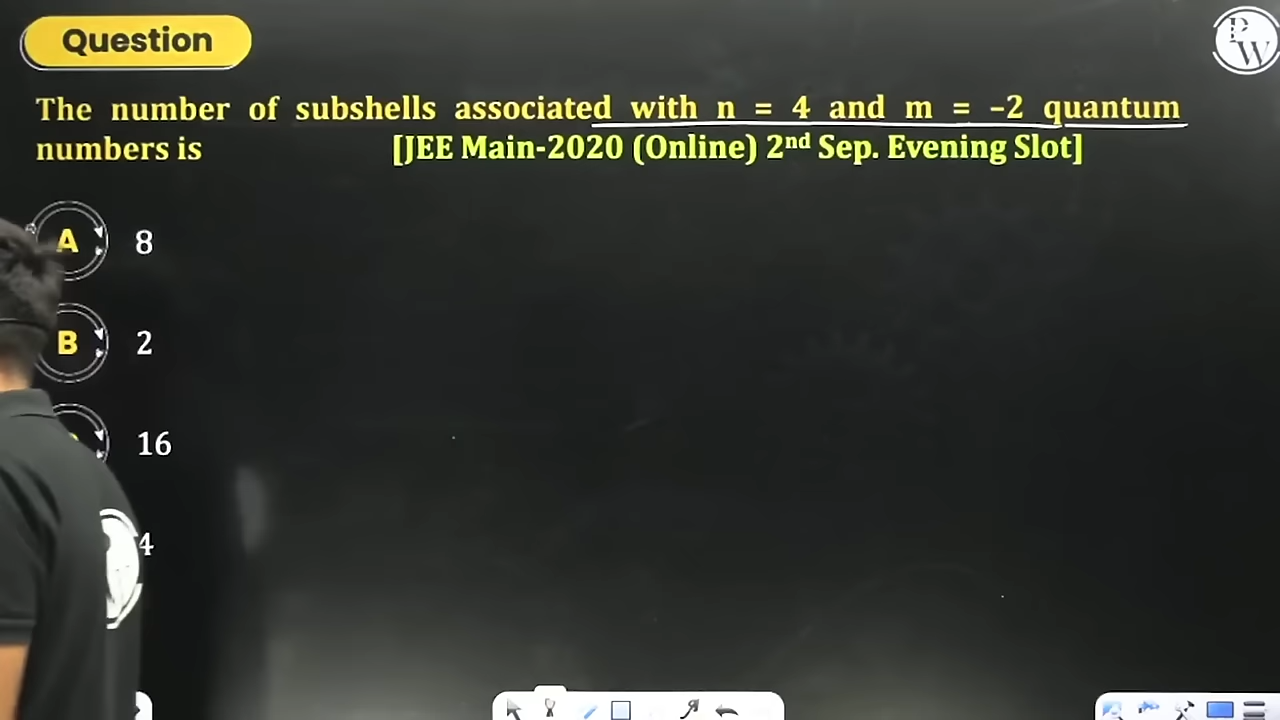 Question
PW
The number of subshells associated with n = 4 and m = –2 quantum
numbers is [JEE Main-2020 (Online) 2nd Sep. Evening Slot]
A 8
B 2
16
4